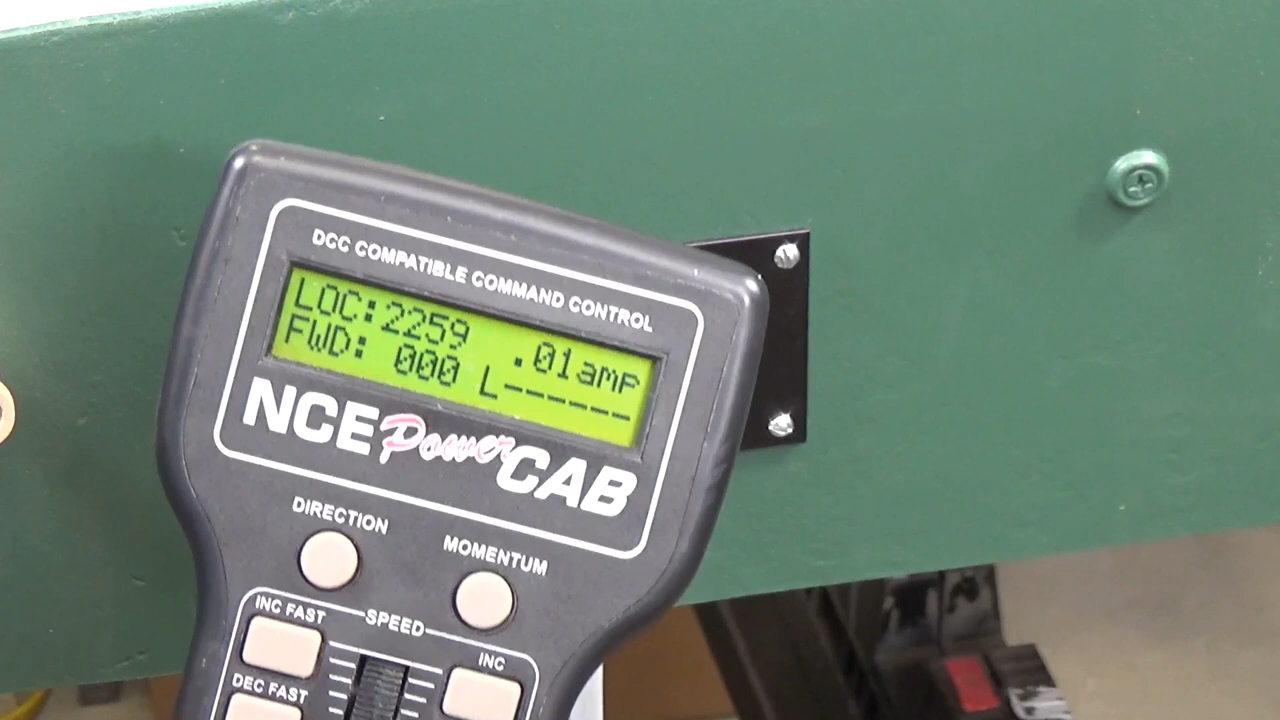 DCC COMPATIBLE COMMAND CONTROL
LOC:2259 .01amp
FWD: 000 L------
NCE Power CAB
DIRECTION
MOMENTUM
INC FAST
SPEED
INC
DEC FAST